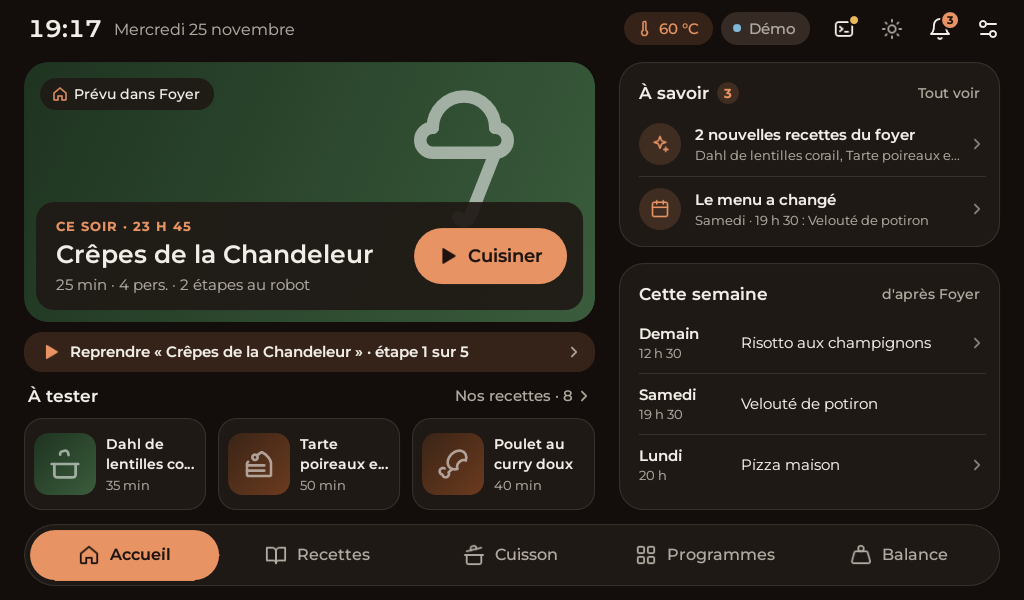 19:17 Mercredi 25 novembre
60 °C
Démo
3
Prévu dans Foyer
CE SOIR · 23 H 45
Crêpes de la Chandeleur
25 min · 4 pers. · 2 étapes au robot
Cuisiner
Reprendre « Crêpes de la Chandeleur » · étape 1 sur 5
À tester
Nos recettes · 8
Dahl de
lentilles co...
35 min
Tarte
poireaux e...
50 min
Poulet au
curry doux
40 min
À savoir 3
Tout voir
2 nouvelles recettes du foyer
Dahl de lentilles corail, Tarte poireaux e...
Le menu a changé
Samedi · 19 h 30 : Velouté de potiron
Cette semaine
d'après Foyer
Demain
12 h 30
Risotto aux champignons
Samedi
19 h 30
Velouté de potiron
Lundi
20 h
Pizza maison
Accueil
Recettes
Cuisson
Programmes
Balance